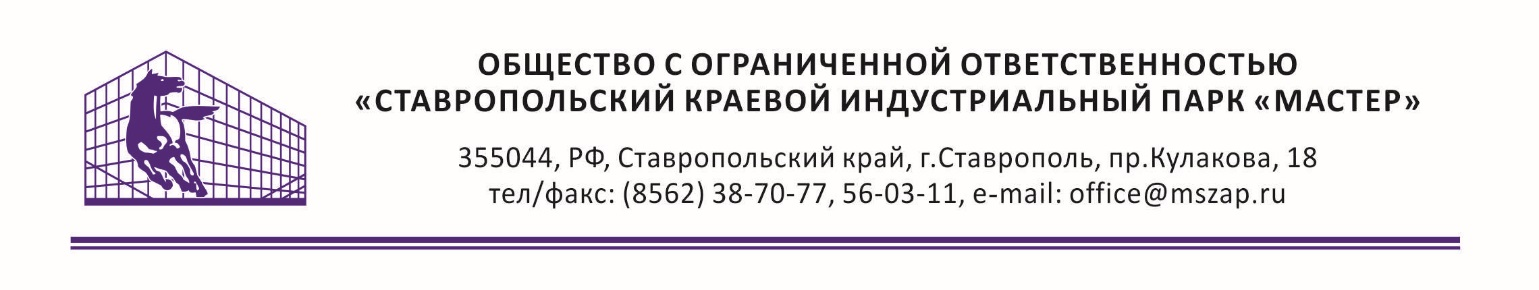 ОБЩЕСТВО С ОГРАНИЧЕННОЙ ОТВЕТСТВЕННОСТЬЮ
«СТАВРОПОЛЬСКИЙ КРАЕВОЙ ИНДУСТРИАЛЬНЫЙ ПАРК «МАСТЕР»
355044, РФ, Ставропольский край, г.Ставрополь, пр.Кулакова, 18
тел/факс: (8562) 38-70-77, 56-03-11, e-mail: office@mszap.ru